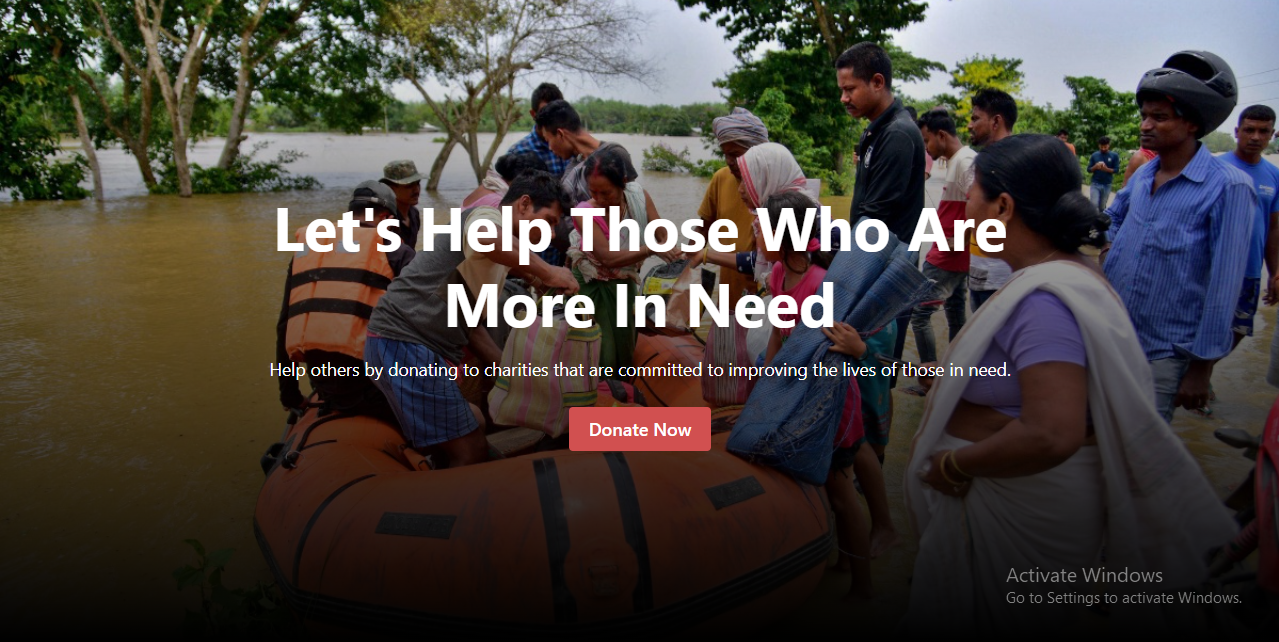 Let's Help Those Who Are
More In Need
Help others by donating to charities that are committed to improving the lives of those in need.
Donate Now
Activate Windows
Go to Settings to activate Windows.